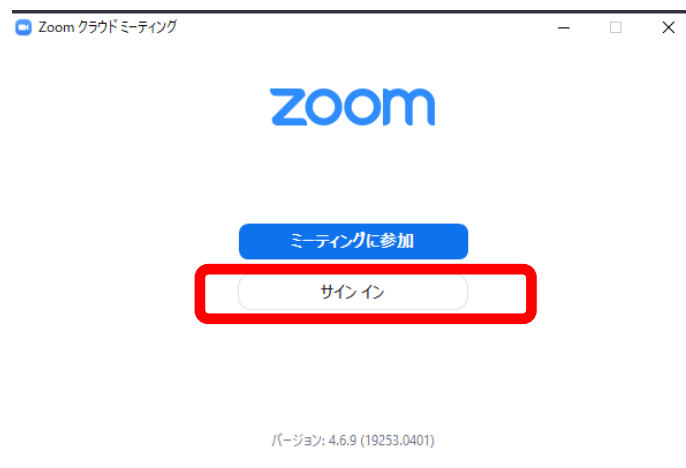 Zoom クラウド ミーティング
zoom
ミーティングに参加
サイン イン
バージョン: 4.6.9 (19253.0401)